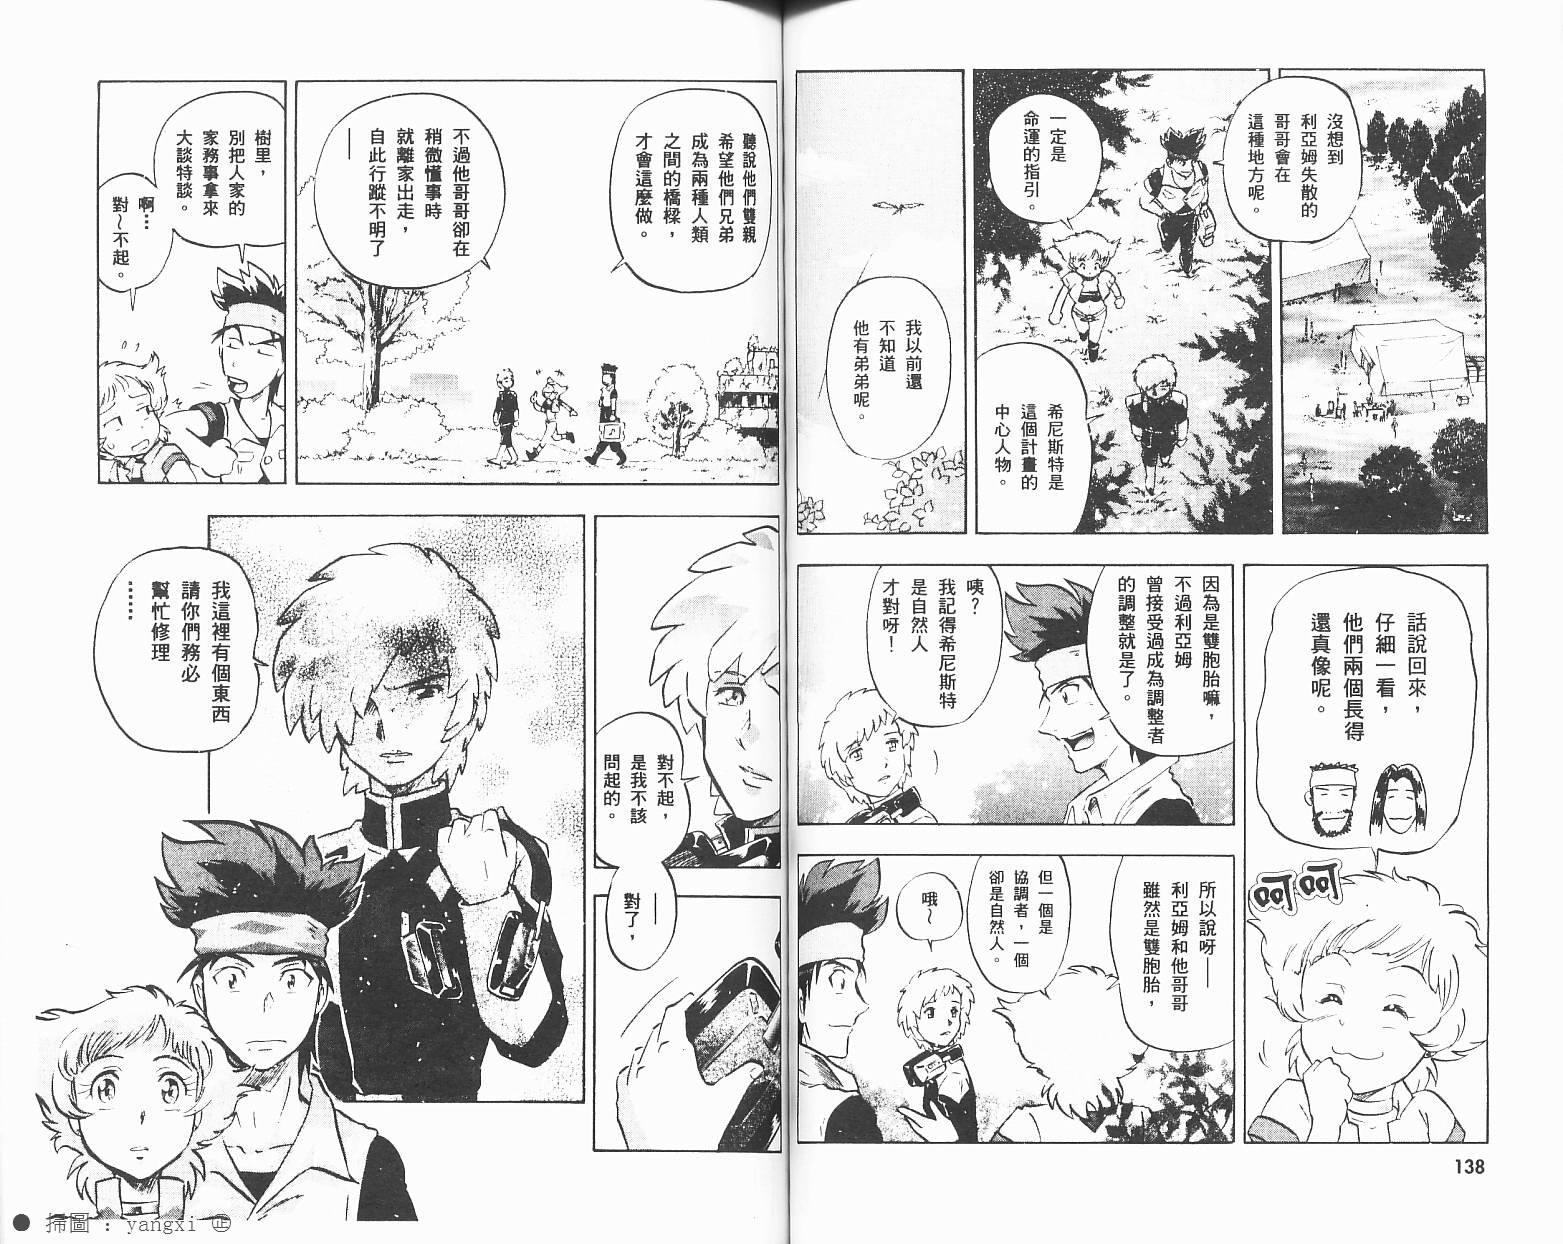 沒想到
利亞姆失散的
哥哥會在
這種地方呢。
一定是
命運的指引。
希尼斯特是
這個計畫的
中心人物。
我以前還
不知道
他有弟弟呢。
話說回來，
仔細一看，
他們兩個長得
還真像呢。
呵呵
因為是雙胞胎嘛，
不過利亞姆
曾接受過成為調整者
的調整就是了。
咦？
我記得希尼斯特
是自然人
才對呀！
所以說呀—
利亞姆和他哥哥
雖然是雙胞胎，
但一個是
協調者，一個
卻是自然人。
哦～
138
聽說他們雙親
希望他們兄弟
成為兩種人類
之間的橋樑，
才會這麼做。
不過他哥哥卻在
稍微懂事時
就離家出走，
自此行蹤不明了
—
樹里，
別把人家的
家務事拿來
大談特談。
啊…
對～不起。
對不起，
是我不該
問起的。
—
對了，
我這裡有個東西
請你們務必
幫忙修理
……
● 掃圖 : yangxi ㊣